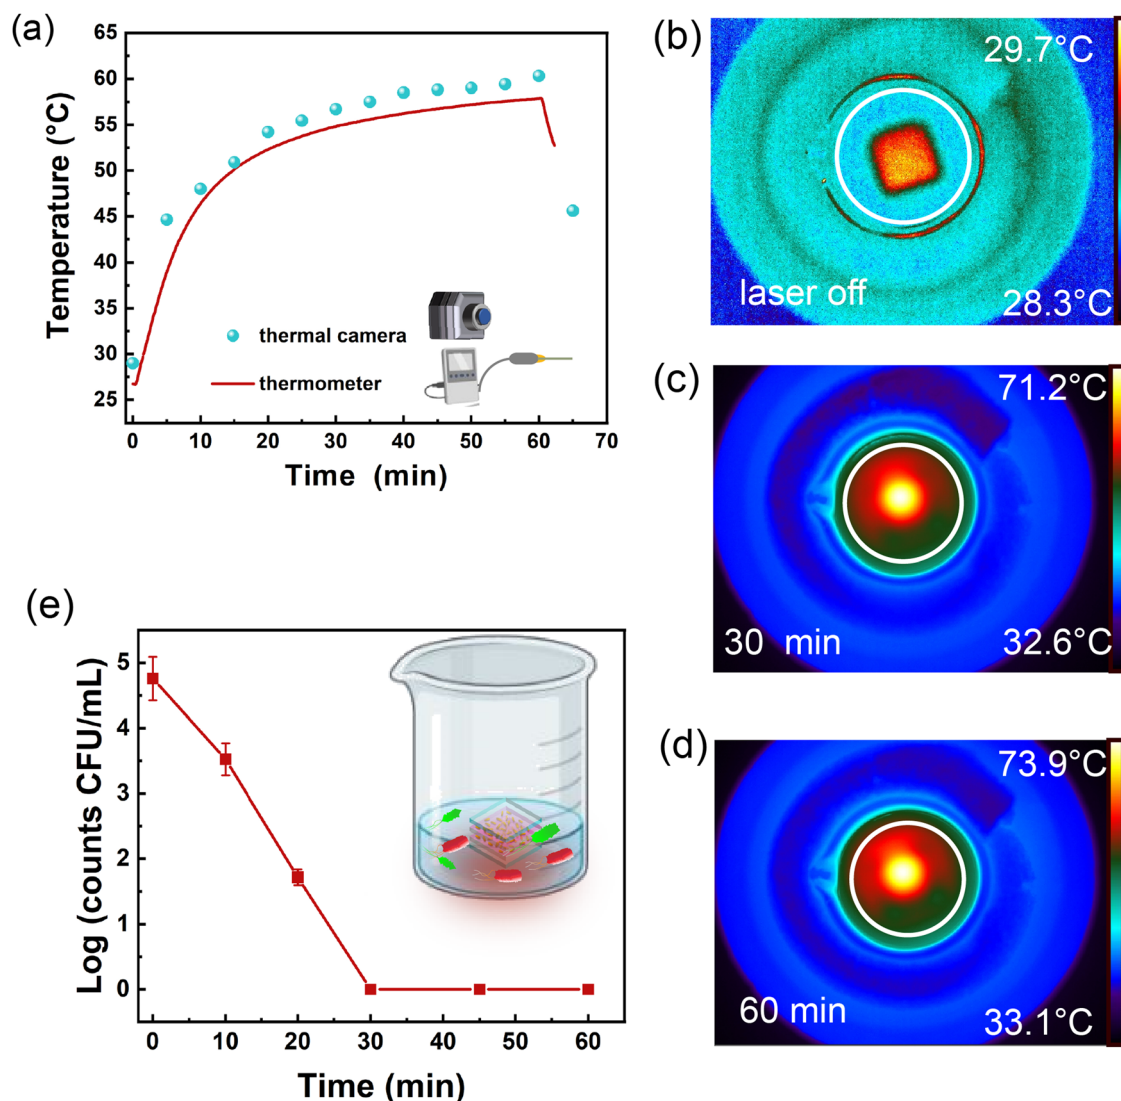 (a)
65
60
55
50
45
40
35
30
25
Temperature (°C)
thermal camera
thermometer
0 10 20 30 40 50 60 70
Time (min)
(b)
29.7°C
laser off
28.3°C
(c)
71.2°C
30 min
32.6°C
(d)
73.9°C
60 min
33.1°C
(e)
5
4
3
2
1
0
Log (counts CFU/mL)
0 10 20 30 40 50 60
Time (min)